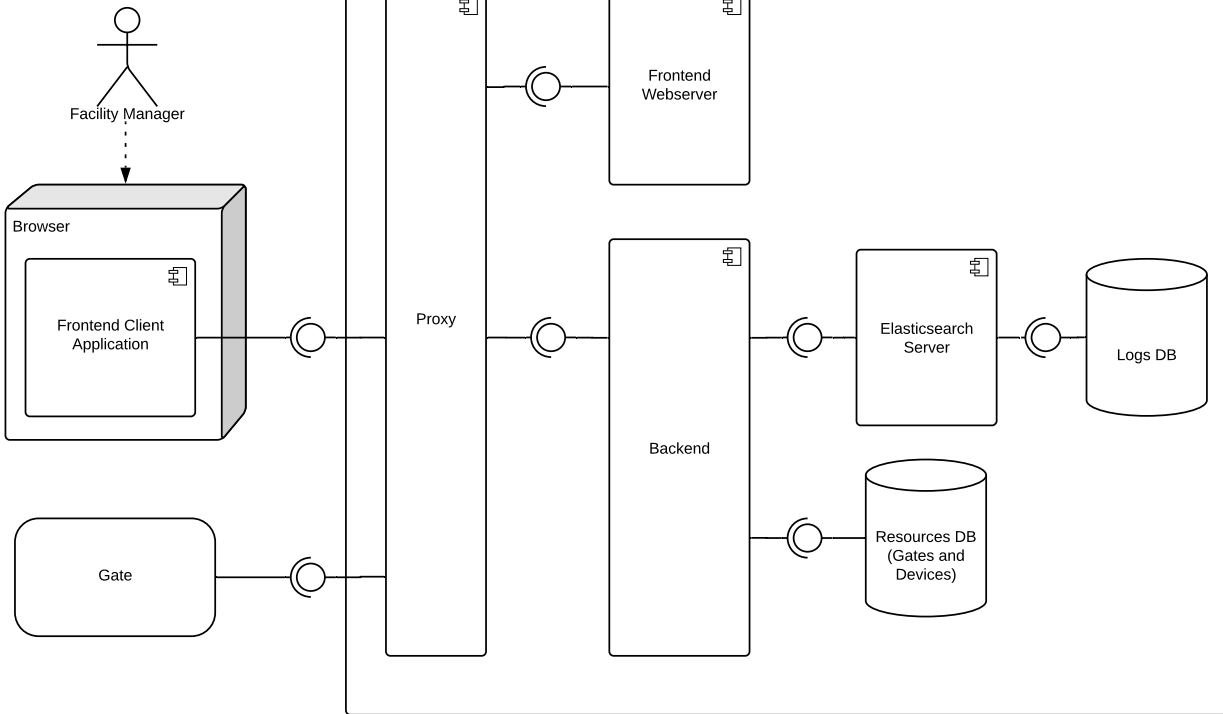 Facility Manager
Browser
Frontend Client
Application
Gate
Proxy
Frontend
Webserver
Backend
Elasticsearch
Server
Logs DB
Resources DB
(Gates and
Devices)